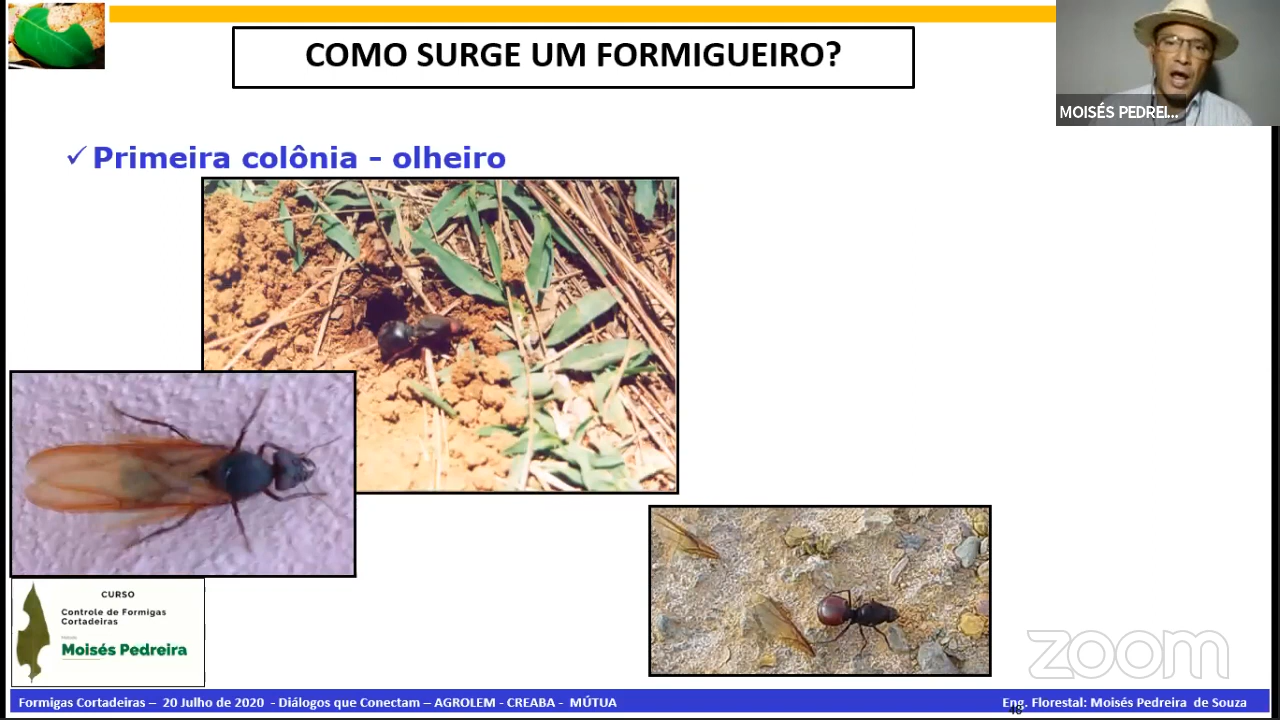 COMO SURGE UM FORMIGUEIRO?
MOISÉS PEDREI...
✓ Primeira colônia - olheiro
CURSO
Controle de Formigas
Cortadeiras
Moisés Pedreira
zoom
Formigas Cortadeiras – 20 Julho de 2020 - Diálogos que Conectam – AGROLEM - CREABA - MÚTUA
Eng. Florestal: Moisés Pedreira de Souza